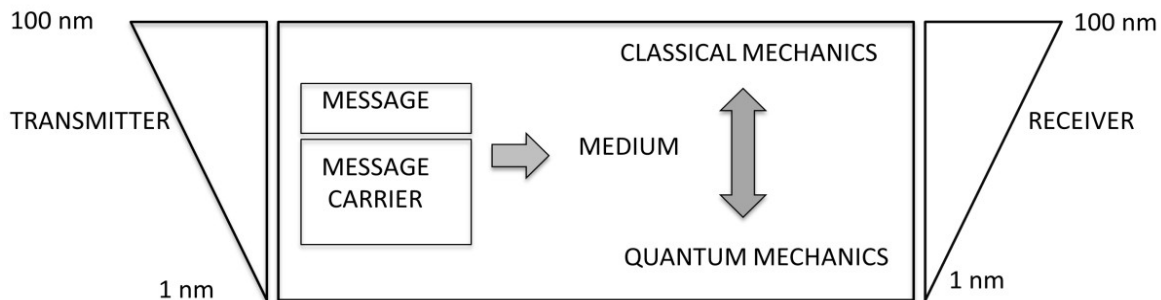 100 nm
100 nm
CLASSICAL MECHANICS
MESSAGE
TRANSMITTER
RECEIVER
MEDIUM
MESSAGE
CARRIER
QUANTUM MECHANICS
1 nm
1 nm